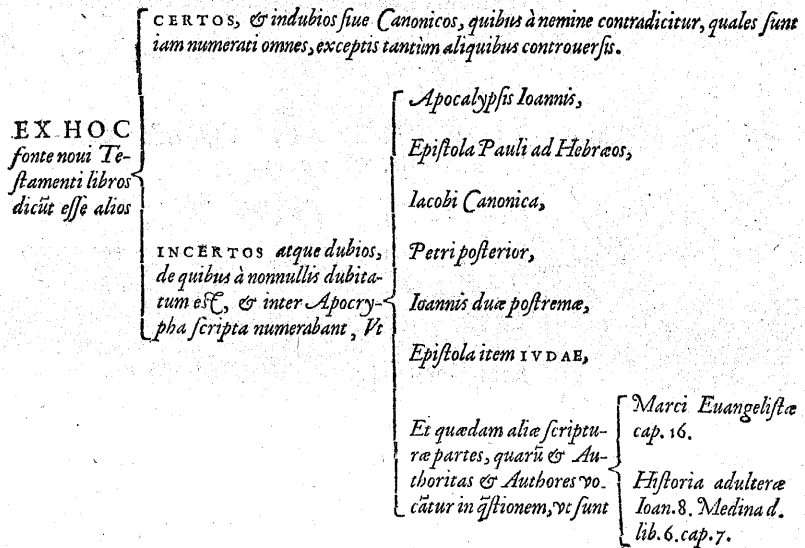 CERTOS, & indubios ſiue Canonicos, quibus à nemine contradicitur, quales ſunt
iam numerati omnes, exceptis tantùm aliquibus controuerſis.
EX HOC
fonte noui Te-
ſtamenti libros
dicūt eſſe alios
INCERTOS atque dubios,
de quibus à nonnullis dubita-
tum eſt, & inter Apocry-
pha ſcripta numerabant, Vt
Apocalypſis Ioannis,
Epiſtola Pauli ad Hebræos,
Iacobi Canonica,
Petri poſterior,
Ioannis duæ poſtremæ,
Epiſtola item IVDAE,
Et quædam aliæ ſcriptu-
ræ partes, quarū & Au-
thoritas & Authores vo-
cātur in q̄ſtionem, vt ſunt
Marci Euangeliſtæ
cap. 16.
Hiſtoria adulteræ
Ioan. 8. Medina d.
lib. 6. cap. 7.